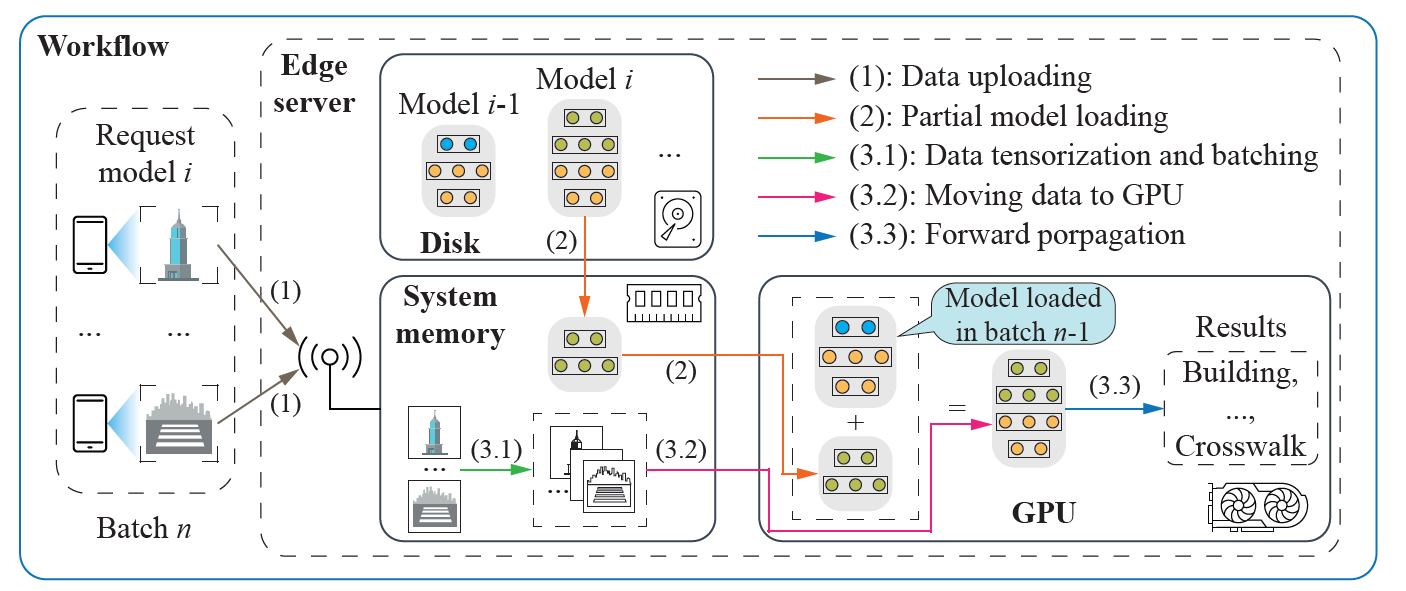 Workflow
Request
model i
...
...
Batch n
(1)
(1)
Edge
server
Model i-1
Model i
...
Disk
(2)
System
memory
(2)
...
(3.1)
...
(3.2)
(1): Data uploading
(2): Partial model loading
(3.1): Data tensorization and batching
(3.2): Moving data to GPU
(3.3): Forward porpagation
Model loaded
in batch n-1
+
=
(3.3)
GPU
Results
Building,
...,
Crosswalk